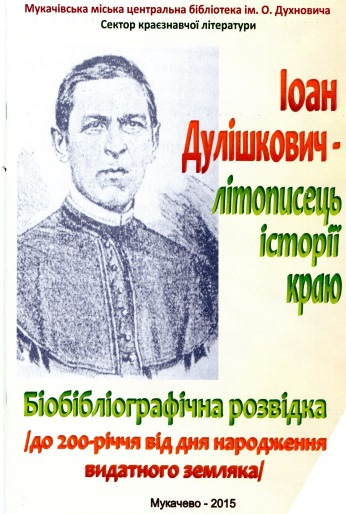 Мукачівська міська центральна бібліотека ім. О. Духновича
Сектор краєзнавчої літератури
Іоан
Дулішкович -
літописець
історії
краю
Біобібліографічна розвідка
/до 200-річчя від дня народження
видатного земляка/
Мукачево - 2015